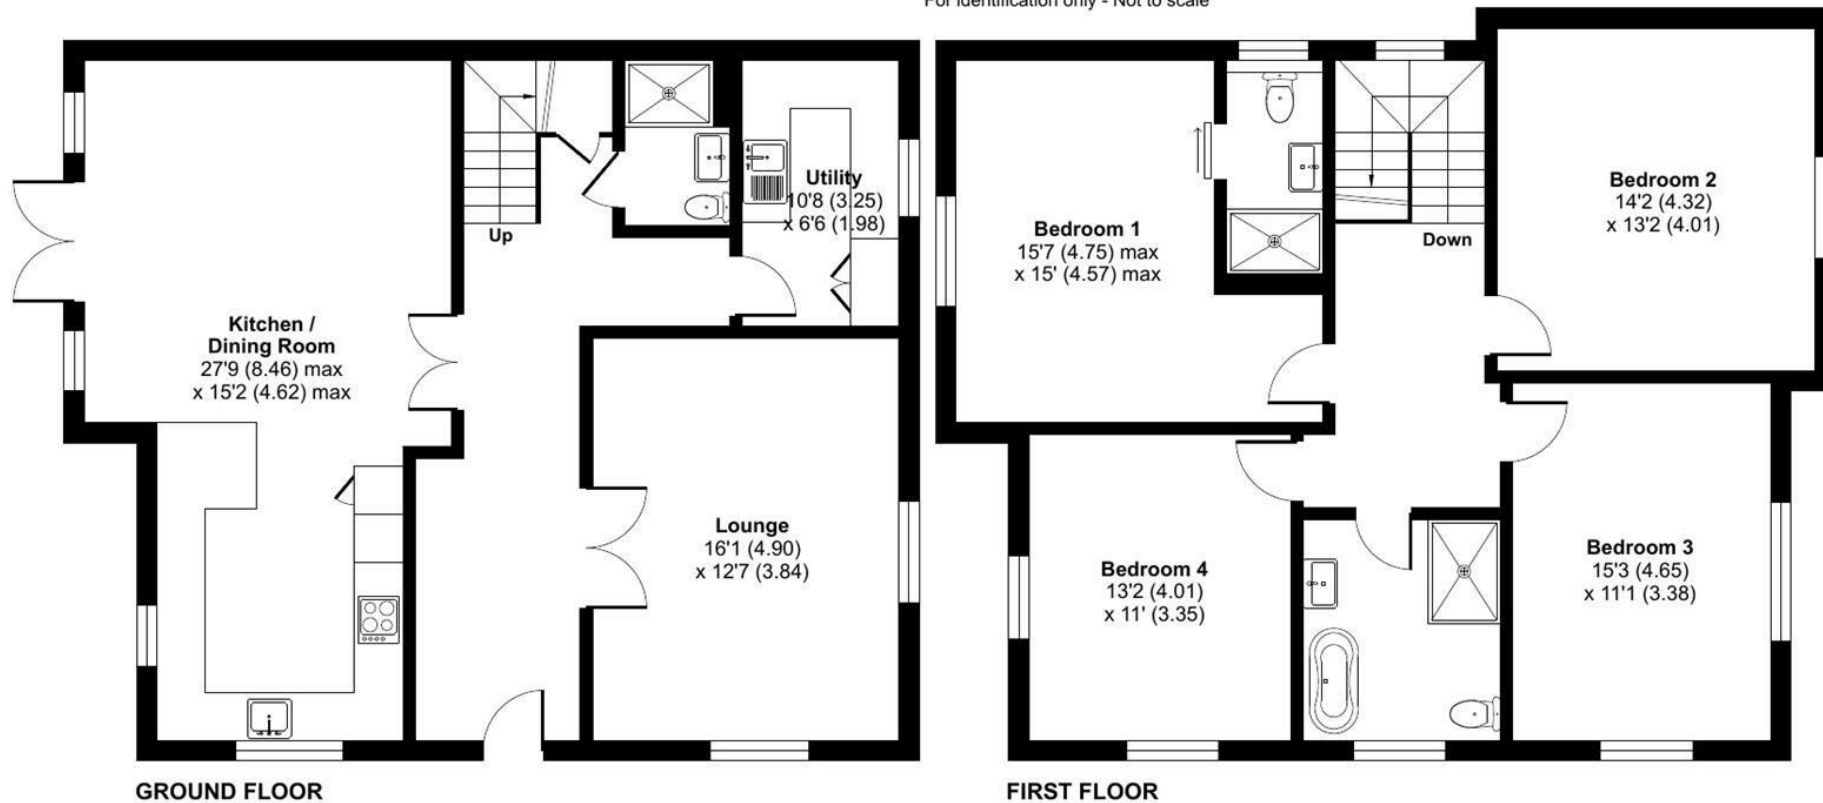 For identification only - Not to scale
Kitchen /
Dining Room
27'9 (8.46) max
x 15'2 (4.62) max
Up
Utility
10'8 (3.25)
x 6'6 (1.98)
Lounge
16'1 (4.90)
x 12'7 (3.84)
GROUND FLOOR
Bedroom 1
15'7 (4.75) max
x 15' (4.57) max
Down
Bedroom 2
14'2 (4.32)
x 13'2 (4.01)
Bedroom 4
13'2 (4.01)
x 11' (3.35)
Bedroom 3
15'3 (4.65)
x 11'1 (3.38)
FIRST FLOOR